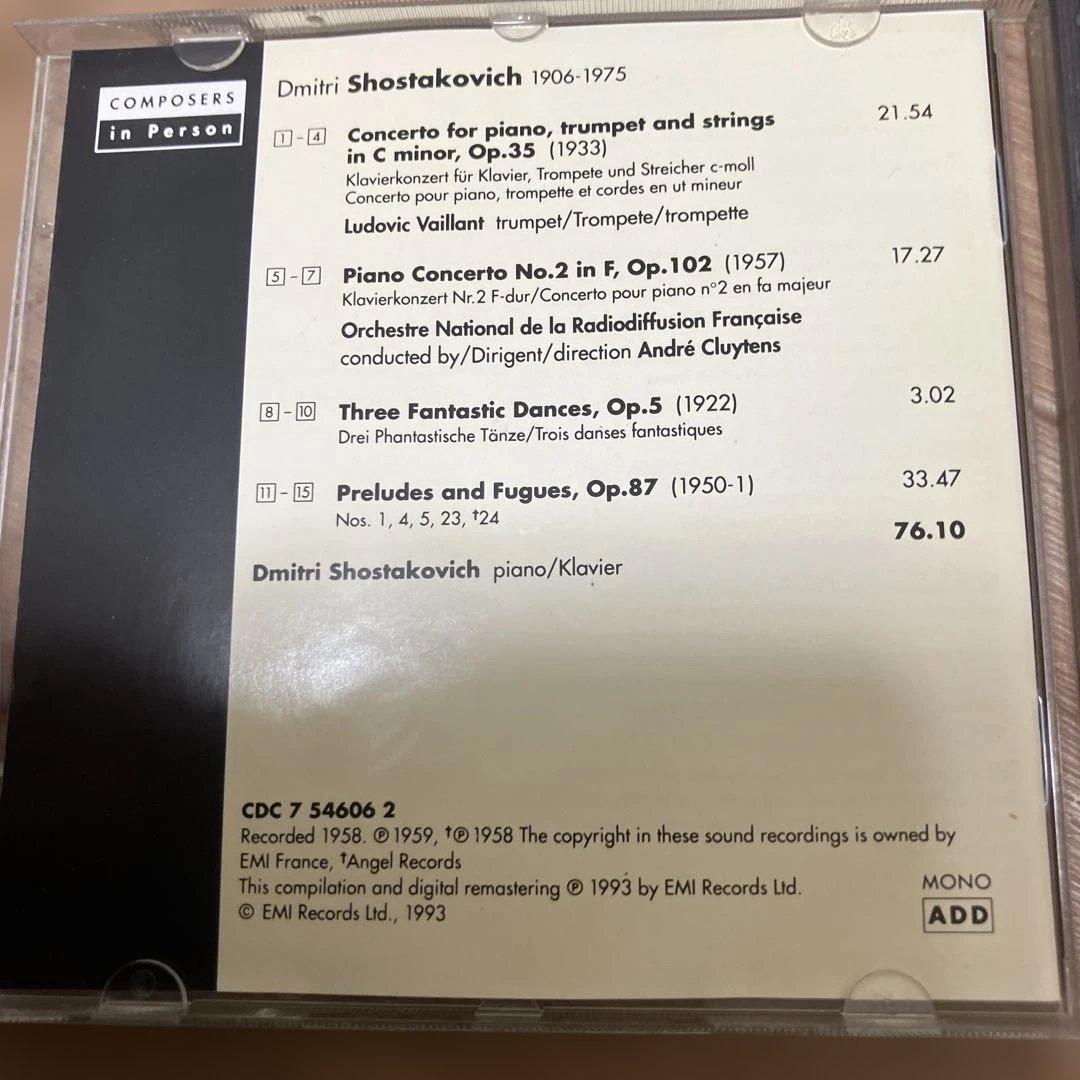 COMPOSERS
in Person
Dmitri Shostakovich 1906-1975
1 - 4 Concerto for piano, trumpet and strings 21.54
in C minor, Op.35 (1933)
Klavierkonzert für Klavier, Trompete und Streicher c-moll
Concerto pour piano, trompette et cordes en ut mineur
Ludovic Vaillant trumpet/Trompete/trompette
5 - 7 Piano Concerto No.2 in F, Op.102 (1957) 17.27
Klavierkonzert Nr.2 F-dur/Concerto pour piano n°2 en fa majeur
Orchestre National de la Radiodiffusion Française
conducted by/Dirigent/direction André Cluytens
8 - 10 Three Fantastic Dances, Op.5 (1922) 3.02
Drei Phantastische Tänze/Trois danses fantastiques
11 - 15 Preludes and Fugues, Op.87 (1950-1) 33.47
Nos. 1, 4, 5, 23, †24
76.10
Dmitri Shostakovich piano/Klavier
CDC 7 54606 2
Recorded 1958. ℗ 1959, †℗ 1958 The copyright in these sound recordings is owned by
EMI France, †Angel Records
This compilation and digital remastering ℗ 1993 by EMI Records Ltd.
© EMI Records Ltd., 1993
MONO
ADD